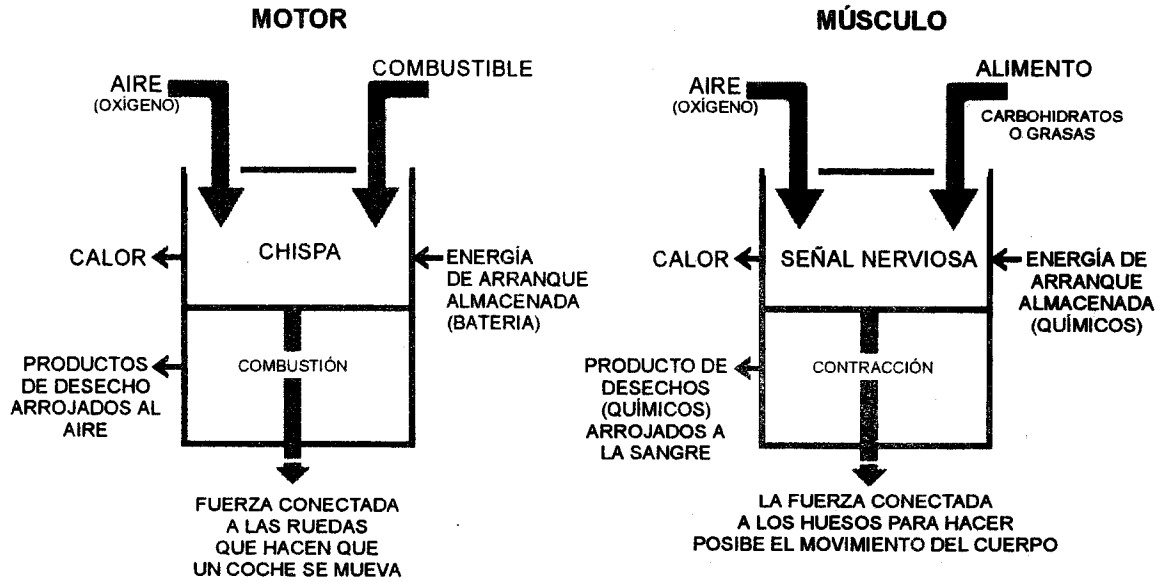 MOTOR
AIRE
(OXÍGENO)
COMBUSTIBLE
CHISPA
CALOR
ENERGÍA
DE ARRANQUE
ALMACENADA
(BATERIA)
COMBUSTIÓN
PRODUCTOS
DE DESECHO
ARROJADOS AL
AIRE
FUERZA CONECTADA
A LAS RUEDAS
QUE HACEN QUE
UN COCHE SE MUEVA
MÚSCULO
AIRE
(OXÍGENO)
ALIMENTO
CARBOHIDRATOS
O GRASAS
SEÑAL NERVIOSA
CALOR
ENERGÍA DE
ARRANQUE
ALMACENADA
(QUÍMICOS)
CONTRACCIÓN
PRODUCTO DE
DESECHOS
(QUÍMICOS)
ARROJADOS A
LA SANGRE
LA FUERZA CONECTADA
A LOS HUESOS PARA HACER
POSIBE EL MOVIMIENTO DEL CUERPO